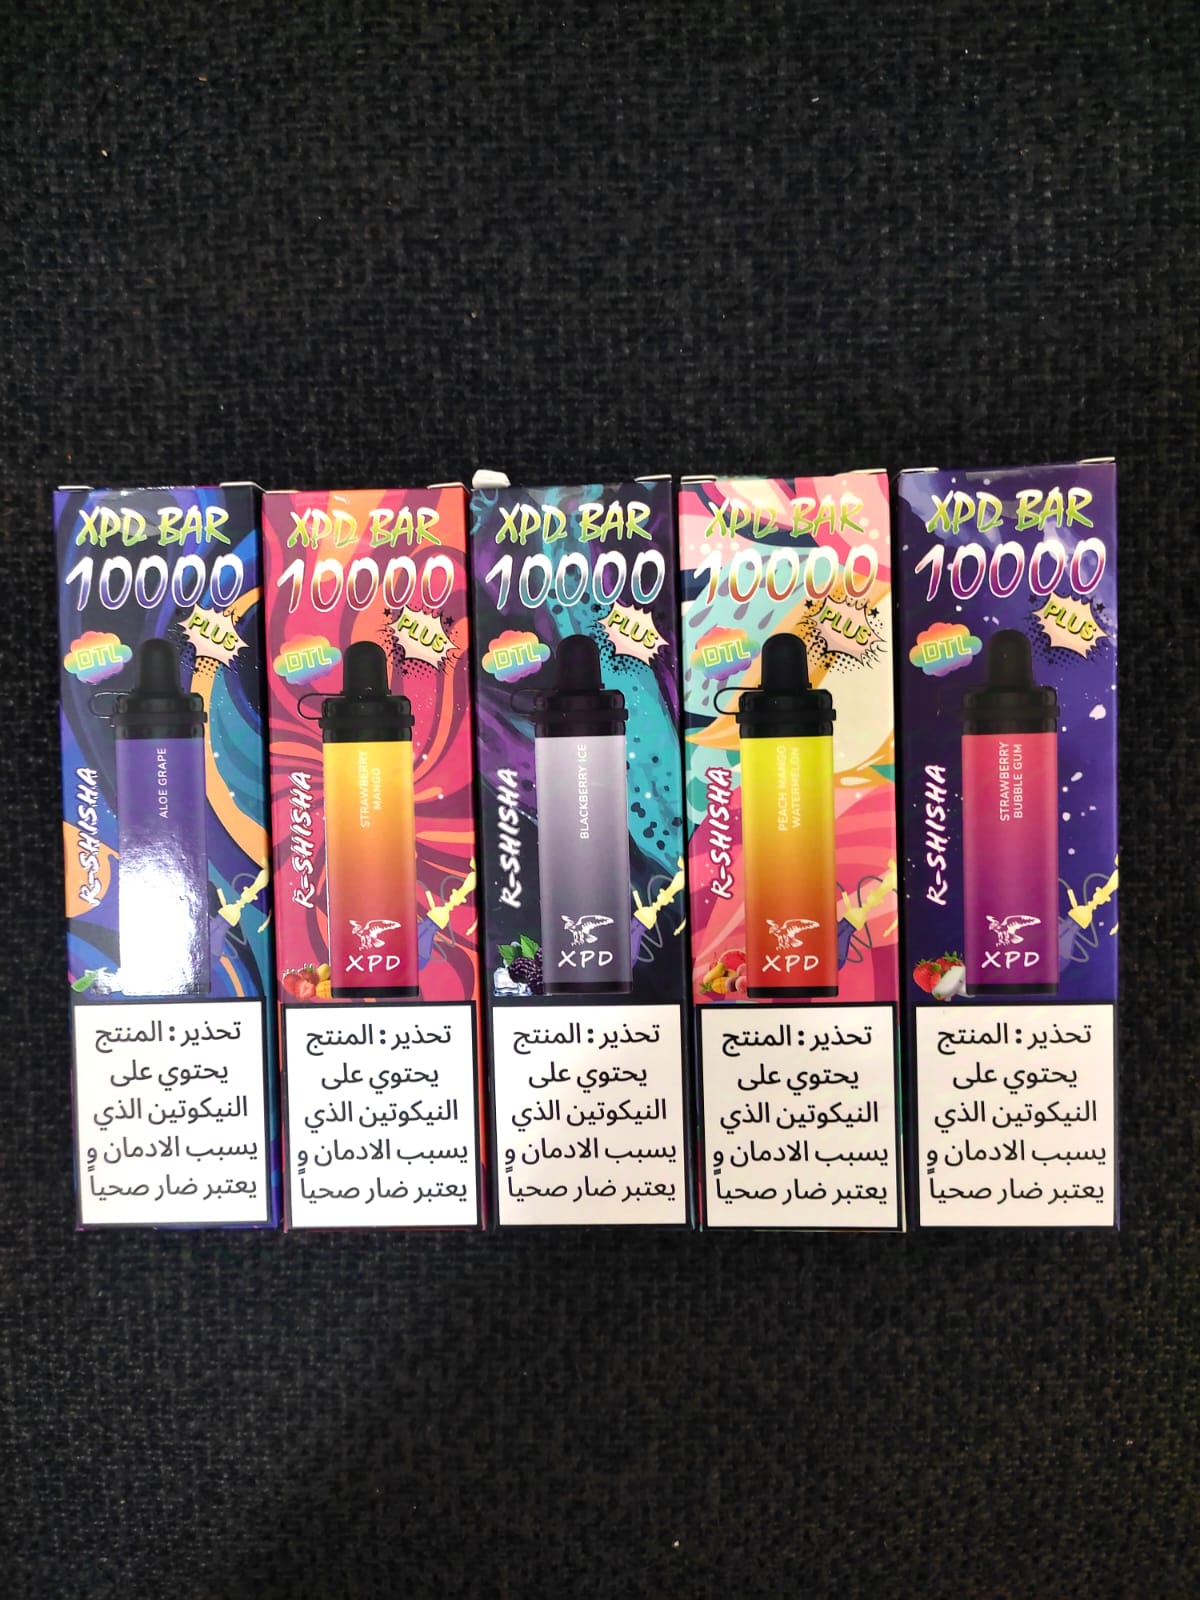 XPD BAR
10000
PLUS
DTL
R-SHISHA
ALOE GRAPE
تحذير : المنتج
يحتوي على
النيكوتين الذي
يسبب الادمان و
يعتبر ضار صحياً
XPD BAR
10000
PLUS
DTL
R-SHISHA
STRAWBERRY
MANGO
XPD
تحذير : المنتج
يحتوي على
النيكوتين الذي
يسبب الادمان و
يعتبر ضار صحياً
XPD BAR
10000
PLUS
DTL
R-SHISHA
BLACKBERRY ICE
XPD
تحذير : المنتج
يحتوي على
النيكوتين الذي
يسبب الادمان و
يعتبر ضار صحياً
XPD BAR
10000
PLUS
DTL
R-SHISHA
PEACH MANGO
WATERMELON
XPD
تحذير : المنتج
يحتوي على
النيكوتين الذي
يسبب الادمان و
يعتبر ضار صحياً
XPD BAR
10000
PLUS
DTL
R-SHISHA
STRAWBERRY
BUBBLE GUM
XPD
تحذير : المنتج
يحتوي على
النيكوتين الذي
يسبب الادمان و
يعتبر ضار صحياً